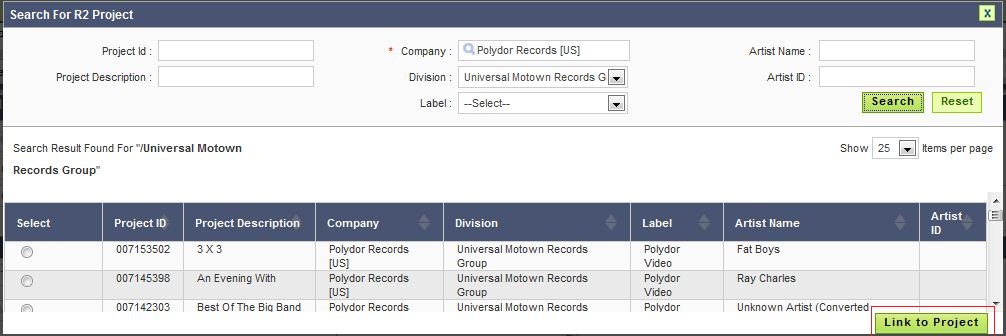 Search For R2 Project X
Project Id : * Company : Polydor Records [US] Artist Name :
Project Description : Division : Universal Motown Records G Artist ID :
Label : --Select-- Search Reset
Search Result Found For "/Universal Motown Show 25 Items per page
Records Group"
Select Project ID Project Description Company Division Label Artist Name Artist ID
007153502 3 X 3 Polydor Records Universal Motown Records Polydor Fat Boys
[US] Group Video
007145398 An Evening With Polydor Records Universal Motown Records Polydor Ray Charles
[US] Group Video
007142303 Best Of The Big Band Polydor Records Universal Motown Records Polydor Unknown Artist (Converted
Link to Project